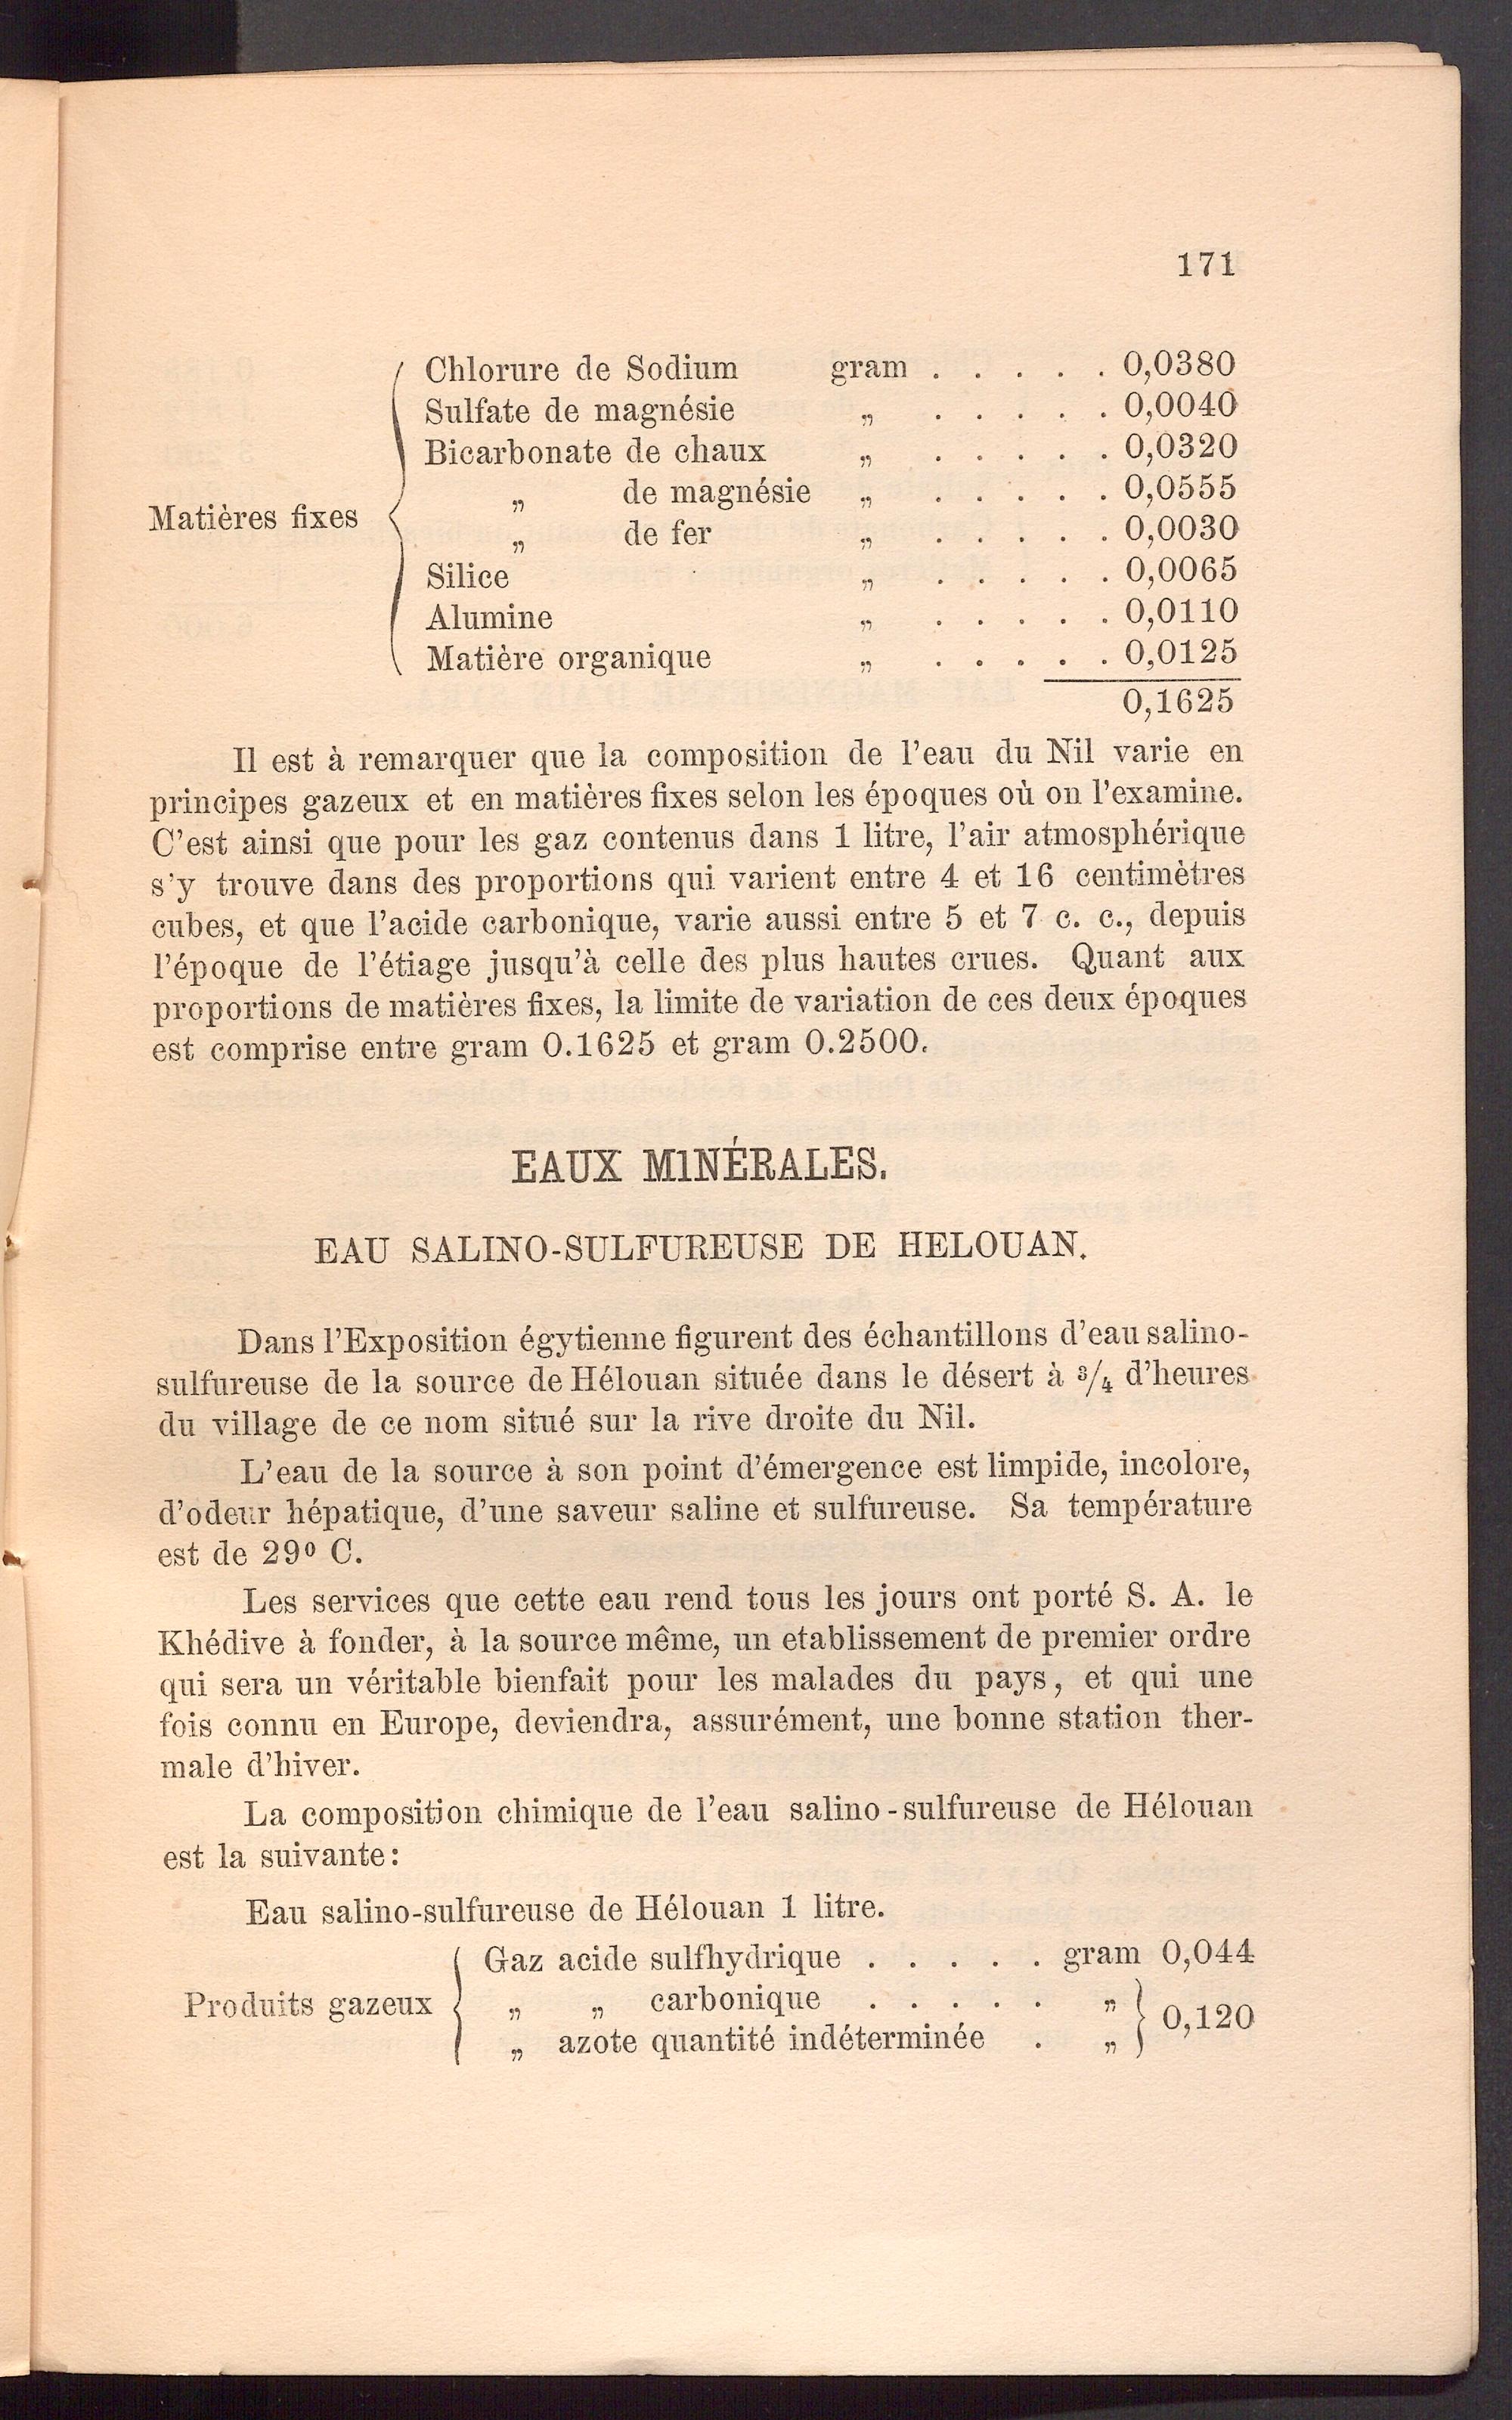 171
Chlorure de Sodium gram . . . . . 0,0380
Sulfate de magnésie „ . . . . . 0,0040
Bicarbonate de chaux „ . . . . . 0,0320
„ de magnésie „ . . . . . 0,0555
Matières fixes
„ de fer „ . . . . . 0,0030
Silice „ . . . . . 0,0065
Alumine „ . . . . . 0,0110
Matière organique „ . . . . . 0,0125
0,1625
Il est à remarquer que la composition de l'eau du Nil varie en
principes gazeux et en matières fixes selon les époques où on l'examine.
C'est ainsi que pour les gaz contenus dans 1 litre, l'air atmosphérique
s'y trouve dans des proportions qui varient entre 4 et 16 centimètres
cubes, et que l'acide carbonique, varie aussi entre 5 et 7 c. c., depuis
l'époque de l'étiage jusqu'à celle des plus hautes crues. Quant aux
proportions de matières fixes, la limite de variation de ces deux époques
est comprise entre gram 0.1625 et gram 0.2500.
EAUX MINÉRALES.
EAU SALINO-SULFUREUSE DE HELOUAN.
Dans l'Exposition égytienne figurent des échantillons d'eau salino-
sulfureuse de la source de Hélouan située dans le désert à 3/4 d'heures
du village de ce nom situé sur la rive droite du Nil.
L'eau de la source à son point d'émergence est limpide, incolore,
d'odeur hépatique, d'une saveur saline et sulfureuse. Sa température
est de 29º C.
Les services que cette eau rend tous les jours ont porté S. A. le
Khédive à fonder, à la source même, un etablissement de premier ordre
qui sera un véritable bienfait pour les malades du pays, et qui une
fois connu en Europe, deviendra, assurément, une bonne station ther-
male d'hiver.
La composition chimique de l'eau salino-sulfureuse de Hélouan
est la suivante:
Eau salino-sulfureuse de Hélouan 1 litre.
Gaz acide sulfhydrique . . . . . gram 0,044
Produits gazeux „ „ carbonique . . . . . „ 0,120
„ azote quantité indéterminée . „